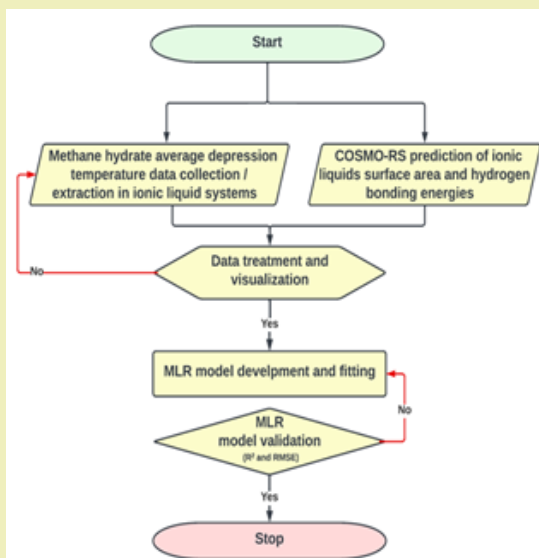 Start
Methane hydrate average depression
temperature data collection /
extraction in ionic liquid systems
COSMO-RS prediction of ionic
liquids surface area and hydrogen
bonding energies
Data treatment and
visualization
No
Yes
MLR model develpment and fitting
No
MLR
model validation
(R² and RMSE)
Yes
Stop